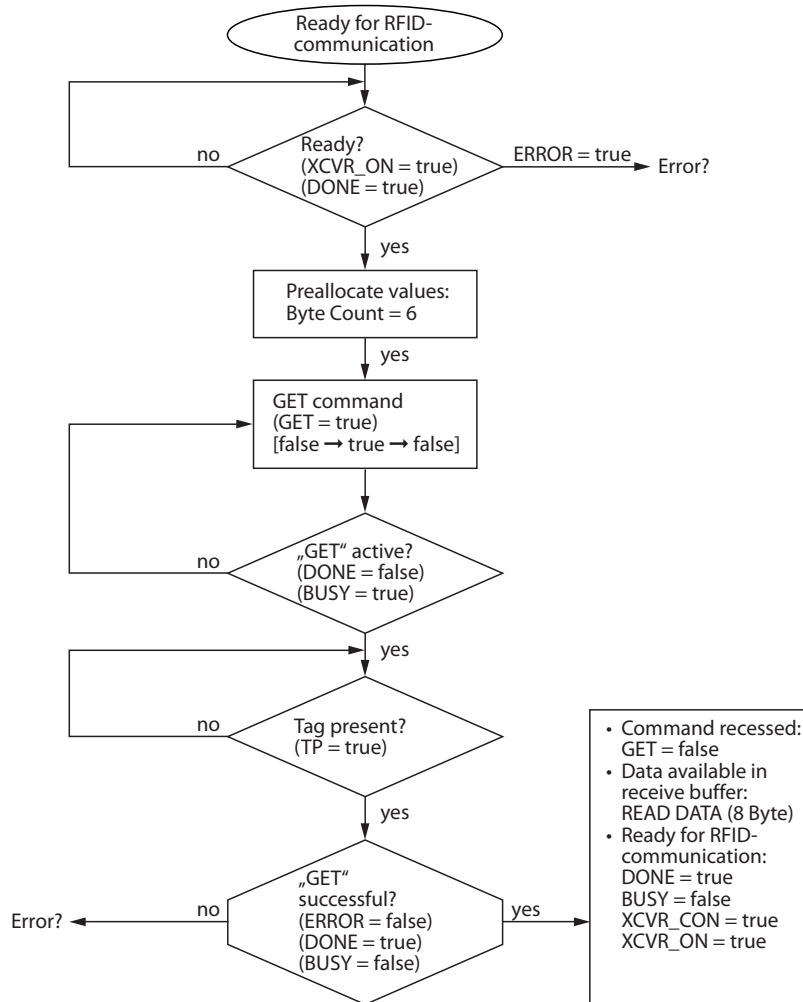 Ready for RFID-
communication
no
Ready?
(XCVR_ON = true)
(DONE = true)
ERROR = true
Error?
yes
Preallocate values:
Byte Count = 6
yes
GET command
(GET = true)
[false → true → false]
no
„GET“ active?
(DONE = false)
(BUSY = true)
yes
no
Tag present?
(TP = true)
yes
Error?
no
„GET“
successful?
(ERROR = false)
(DONE = true)
(BUSY = false)
yes
• Command recessed:
GET = false
• Data available in
receive buffer:
READ DATA (8 Byte)
• Ready for RFID-
communication:
DONE = true
BUSY = false
XCVR_CON = true
XCVR_ON = true